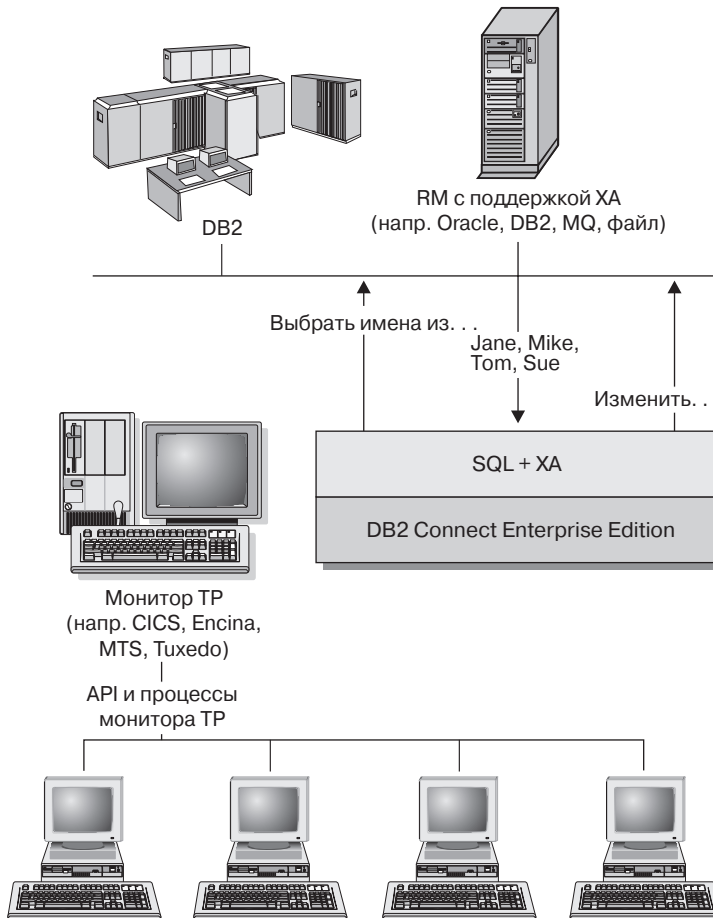 DB2
RM с поддержкой XA
(напр. Oracle, DB2, MQ, файл)
Выбрать имена из. . .
Jane, Mike,
Tom, Sue
Изменить. .
SQL + XA
DB2 Connect Enterprise Edition
Монитор TP
(напр. CICS, Encina,
MTS, Tuxedo)
API и процессы
монитора TP